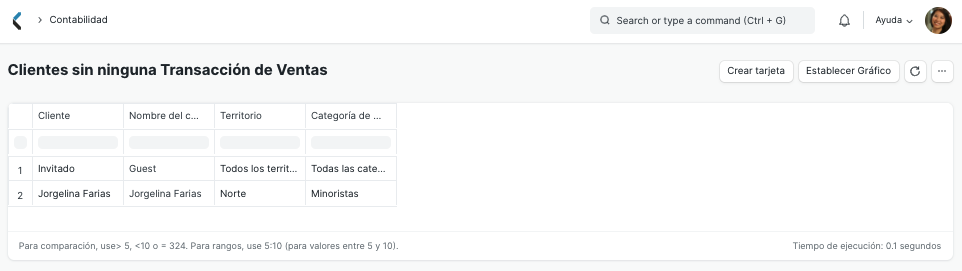 Contabilidad
Search or type a command (Ctrl + G)
Ayuda
Clientes sin ninguna Transacción de Ventas
Crear tarjeta
Establecer Gráfico
Cliente Nombre del c... Territorio Categoría de ...
1 Invitado Guest Todos los territ... Todas las cate...
2 Jorgelina Farias Jorgelina Farias Norte Minoristas
Para comparación, use> 5, <10 o = 324. Para rangos, use 5:10 (para valores entre 5 y 10).
Tiempo de ejecución: 0.1 segundos